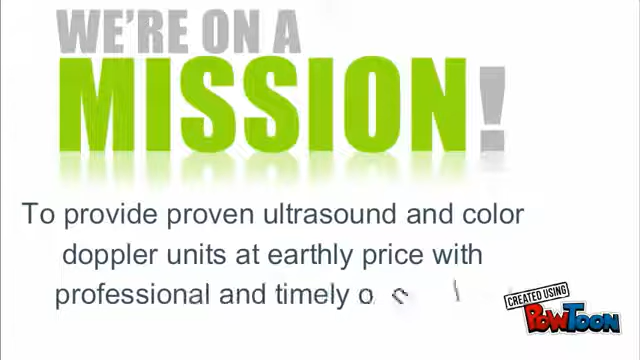 WE'RE ON A
MISSION!
To provide proven ultrasound and color
doppler units at earthly price with
professional and timely
CREATED USING
POWTOON